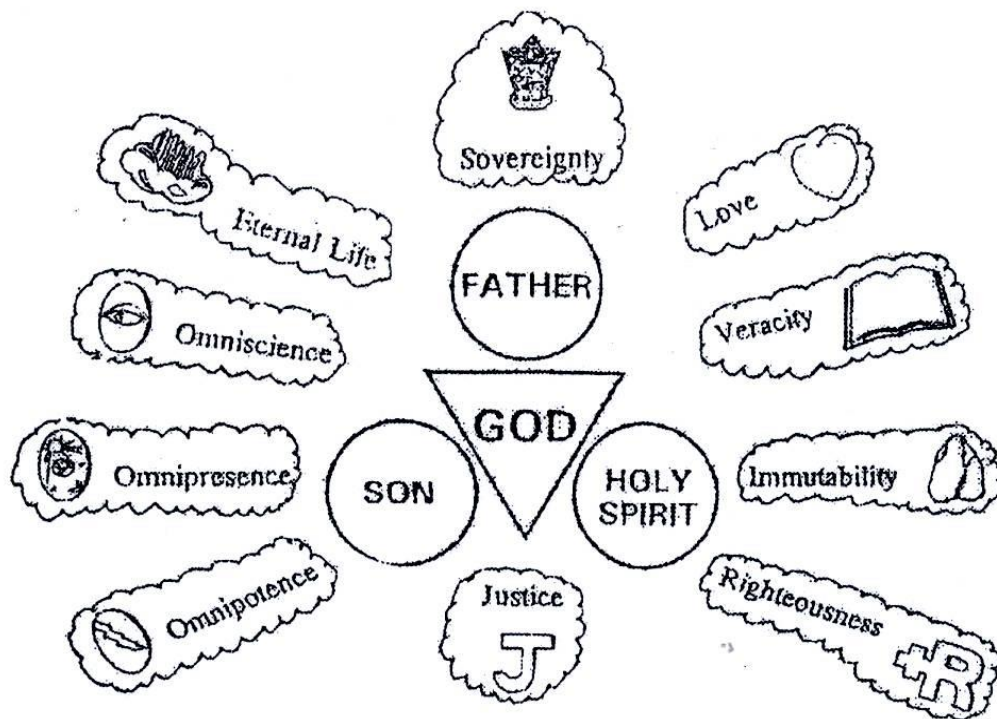 Sovereignty
Eternal Life
Love
FATHER
Omniscience
Veracity
GOD
Omnipresence
SON
HOLY
SPIRIT
Immutability
Omnipotence
Justice
J
Righteousness
+R